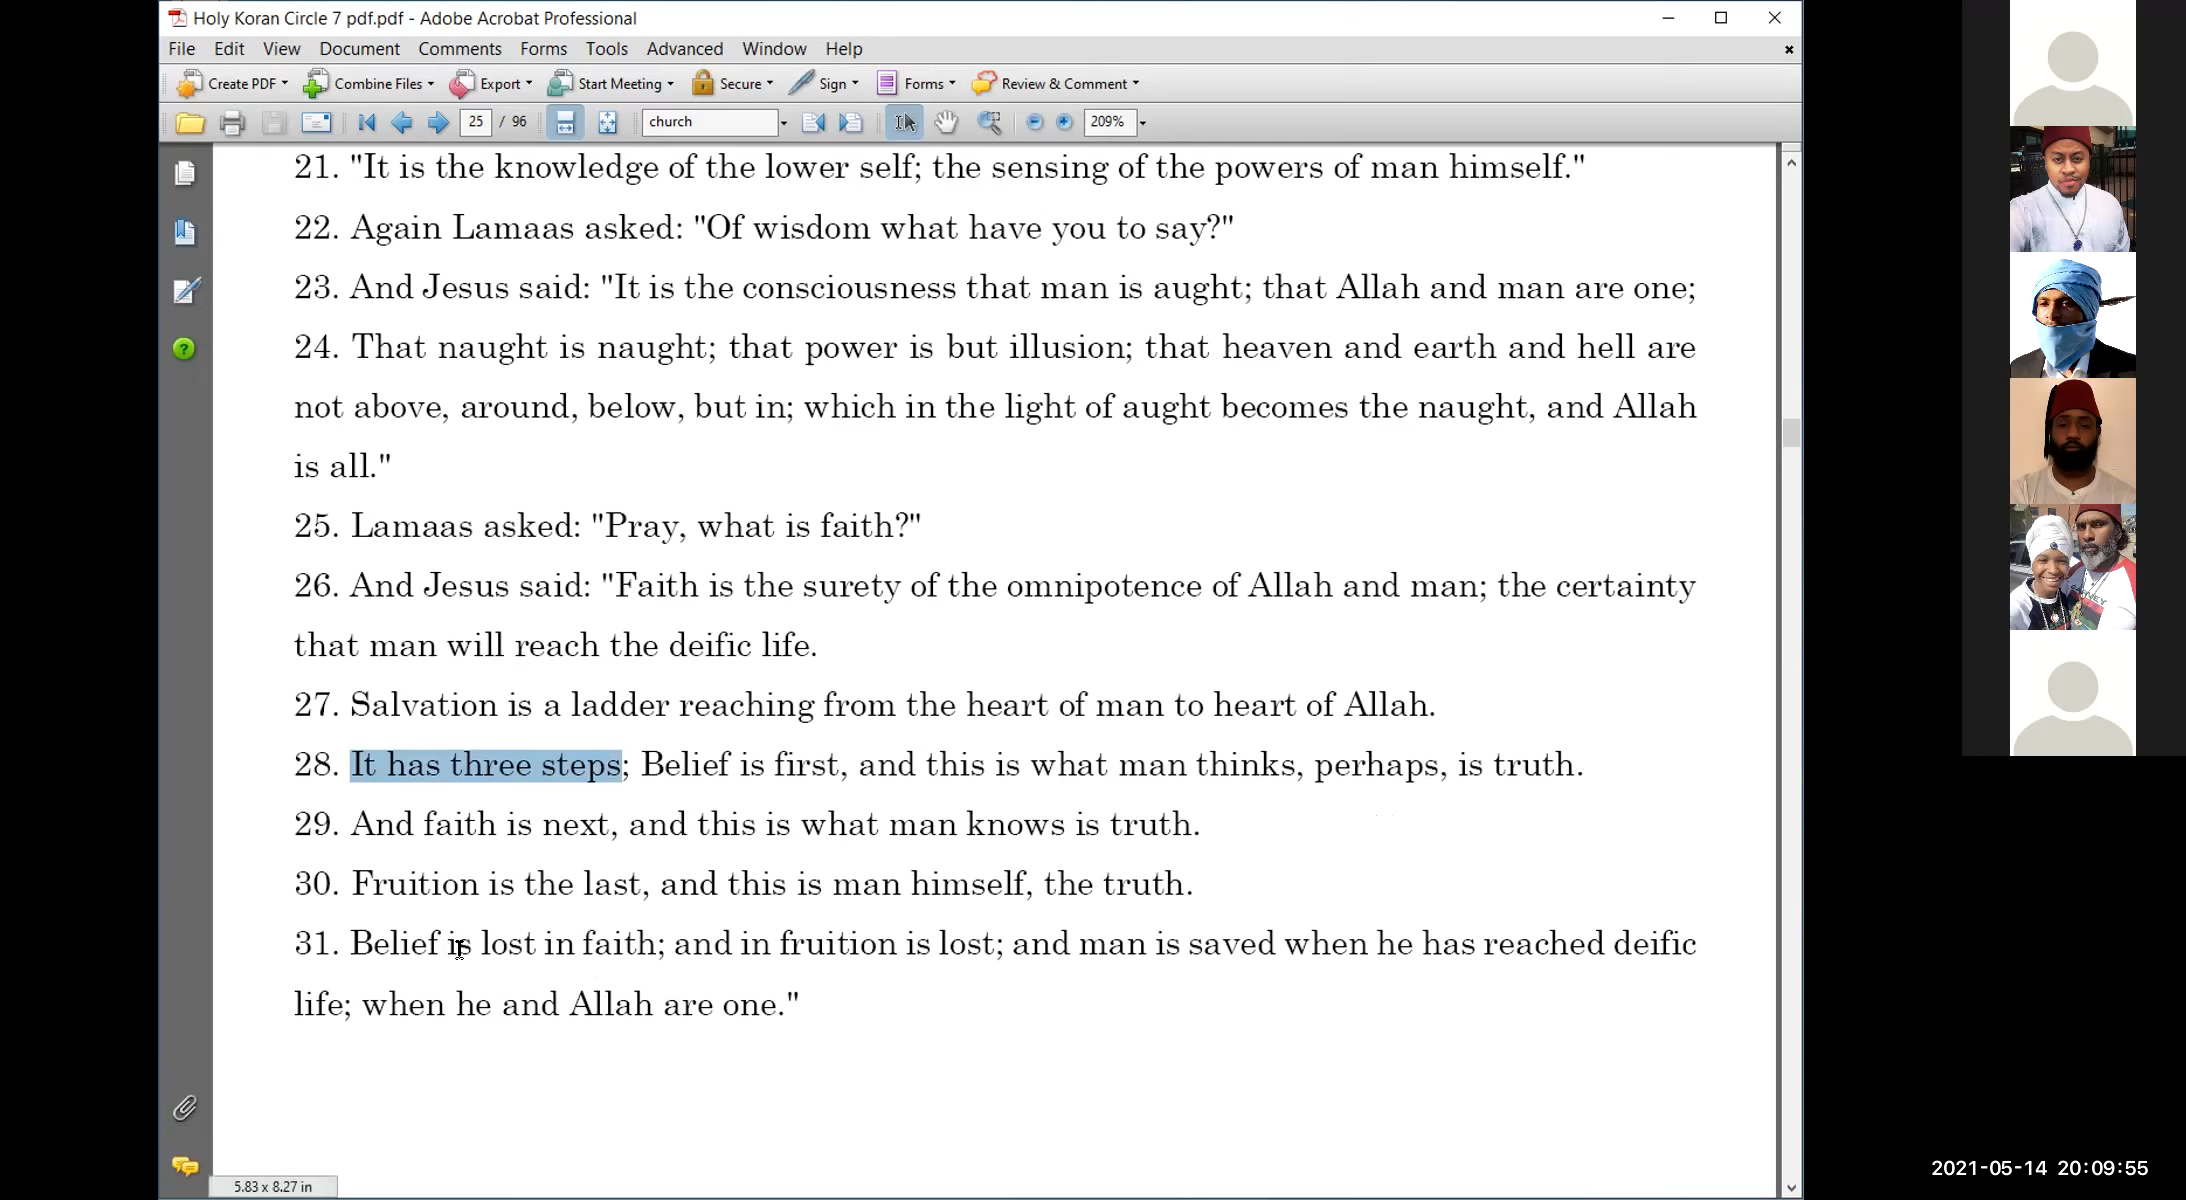 Holy Koran Circle 7 pdf.pdf - Adobe Acrobat Professional
File Edit View Document Comments Forms Tools Advanced Window Help
Create PDF Combine Files Export Start Meeting Secure Sign Forms Review & Comment
25 / 96 church 209%
21. "It is the knowledge of the lower self; the sensing of the powers of man himself."
22. Again Lamaas asked: "Of wisdom what have you to say?"
23. And Jesus said: "It is the consciousness that man is aught; that Allah and man are one;
24. That naught is naught; that power is but illusion; that heaven and earth and hell are
not above, around, below, but in; which in the light of aught becomes the naught, and Allah
is all."
25. Lamaas asked: "Pray, what is faith?"
26. And Jesus said: "Faith is the surety of the omnipotence of Allah and man; the certainty
that man will reach the deific life.
27. Salvation is a ladder reaching from the heart of man to heart of Allah.
28. It has three steps; Belief is first, and this is what man thinks, perhaps, is truth.
29. And faith is next, and this is what man knows is truth.
30. Fruition is the last, and this is man himself, the truth.
31. Belief is lost in faith; and in fruition is lost; and man is saved when he has reached deific
life; when he and Allah are one."
5.83 x 8.27 in
2021-05-14 20:09:55